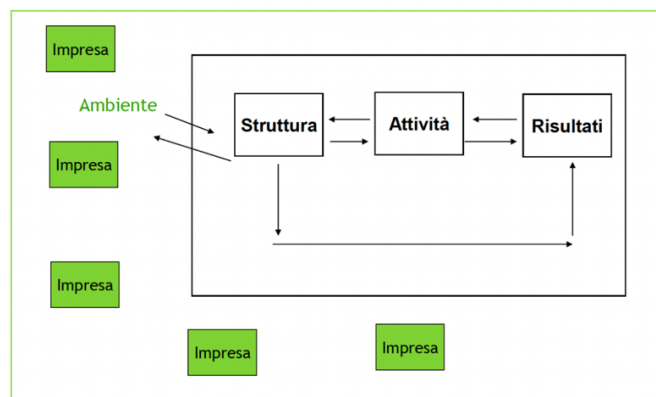 Impresa
Ambiente
Struttura
Attività
Risultati
Impresa
Impresa
Impresa
Impresa